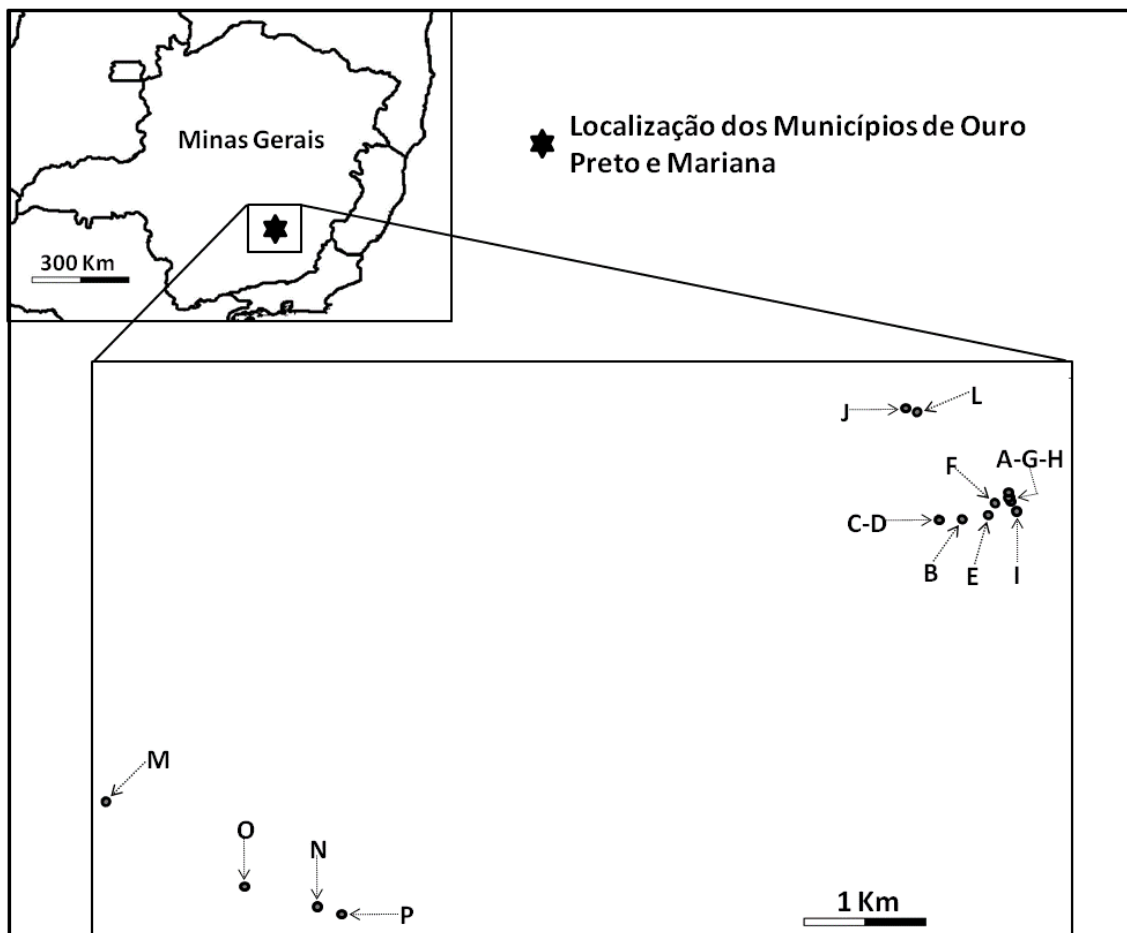 Minas Gerais
300 Km
Localização dos Municípios de Ouro
Preto e Mariana
J
L
F
A-G-H
C-D
B
E
I
M
O
N
P
1 Km